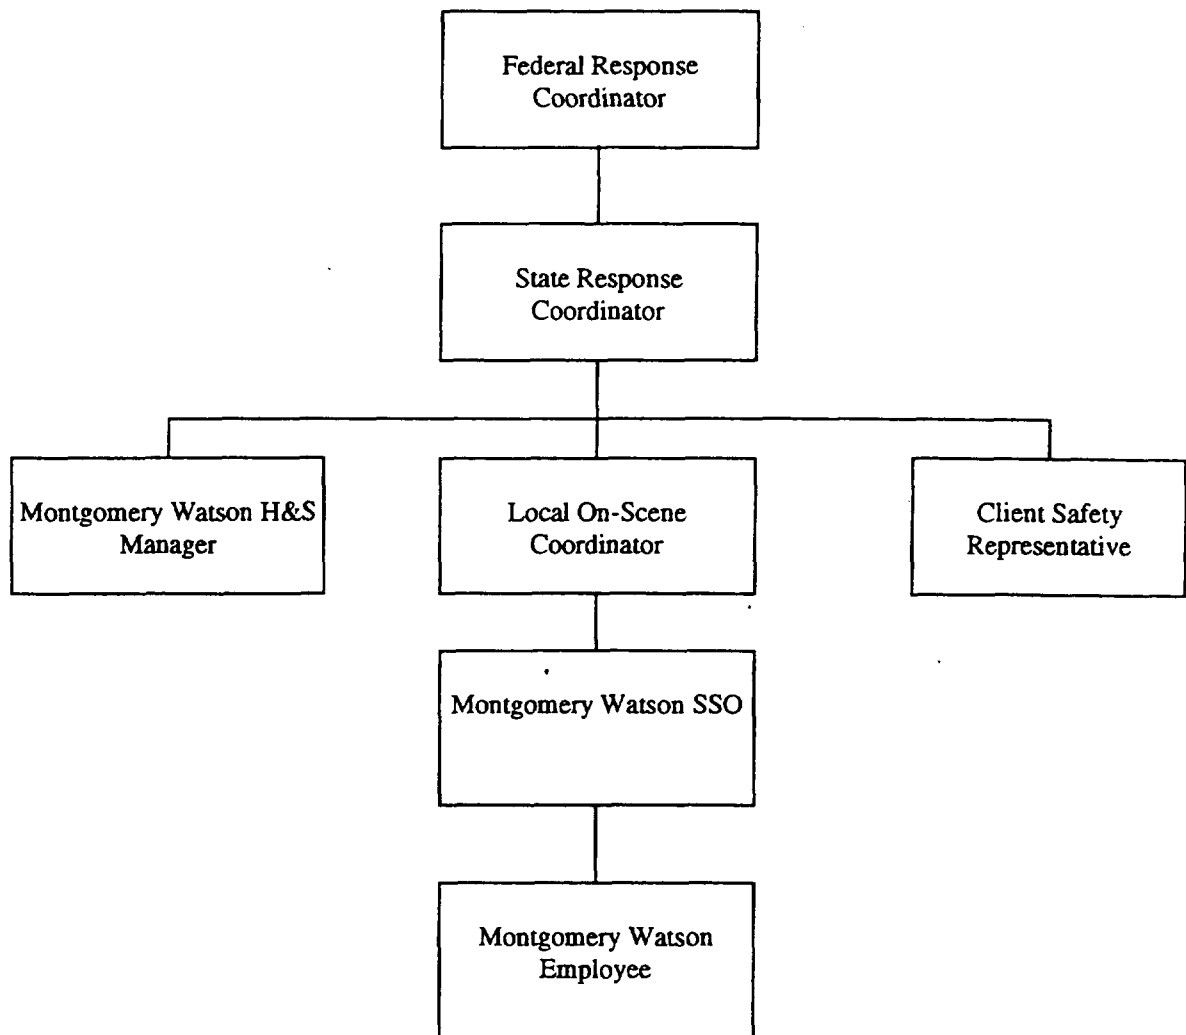 Federal Response
Coordinator
State Response
Coordinator
Montgomery Watson H&S
Manager
Local On-Scene
Coordinator
Client Safety
Representative
Montgomery Watson SSO
Montgomery Watson
Employee